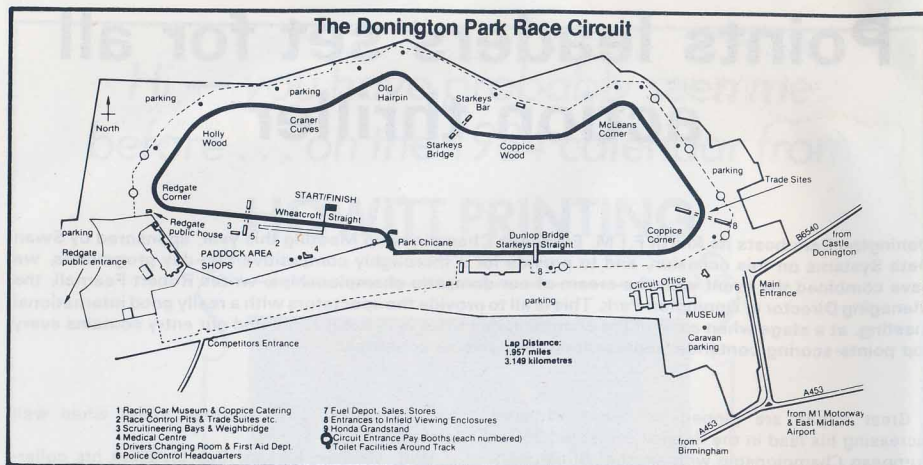 The Donington Park Race Circuit
parking
North
Holly
Wood
parking
Craner
Curves
Old
Hairpin
Starkeys
Bar
Starkeys
Bridge
Coppice
Wood
McLeans
Corner
parking
Trade Sites
Redgate
Corner
START/FINISH
Wheatcroft Straight
Redgate
public house
3
2
PADDOCK AREA
SHOPS 7
9
Park Chicane
Dunlop Bridge
Starkeys Straight
8
parking
Coppice
Corner
8
B6540
from
Castle
Donington
parking
Redgate
public entrance
Circuit Office
1
MUSEUM
Caravan
parking
6
Main
Entrance
Competitors Entrance
Lap Distance:
1.957 miles
3.149 kilometres
A453
A453
from
Birmingham
from M1 Motorway
& East Midlands
Airport
1 Racing Car Museum & Coppice Catering
2 Race Control Pits & Trade Suites etc.
3 Scrutineering Bays & Weighbridge
4 Medical Centre
5 Drivers Changing Room & First Aid Dept.
6 Police Control Headquarters
7 Fuel Depot, Sales, Stores
8 Entrances to Infield Viewing Enclosures
9 Honda Grandstand
Circuit Entrance Pay Booths (each numbered)
Toilet Facilities Around Track